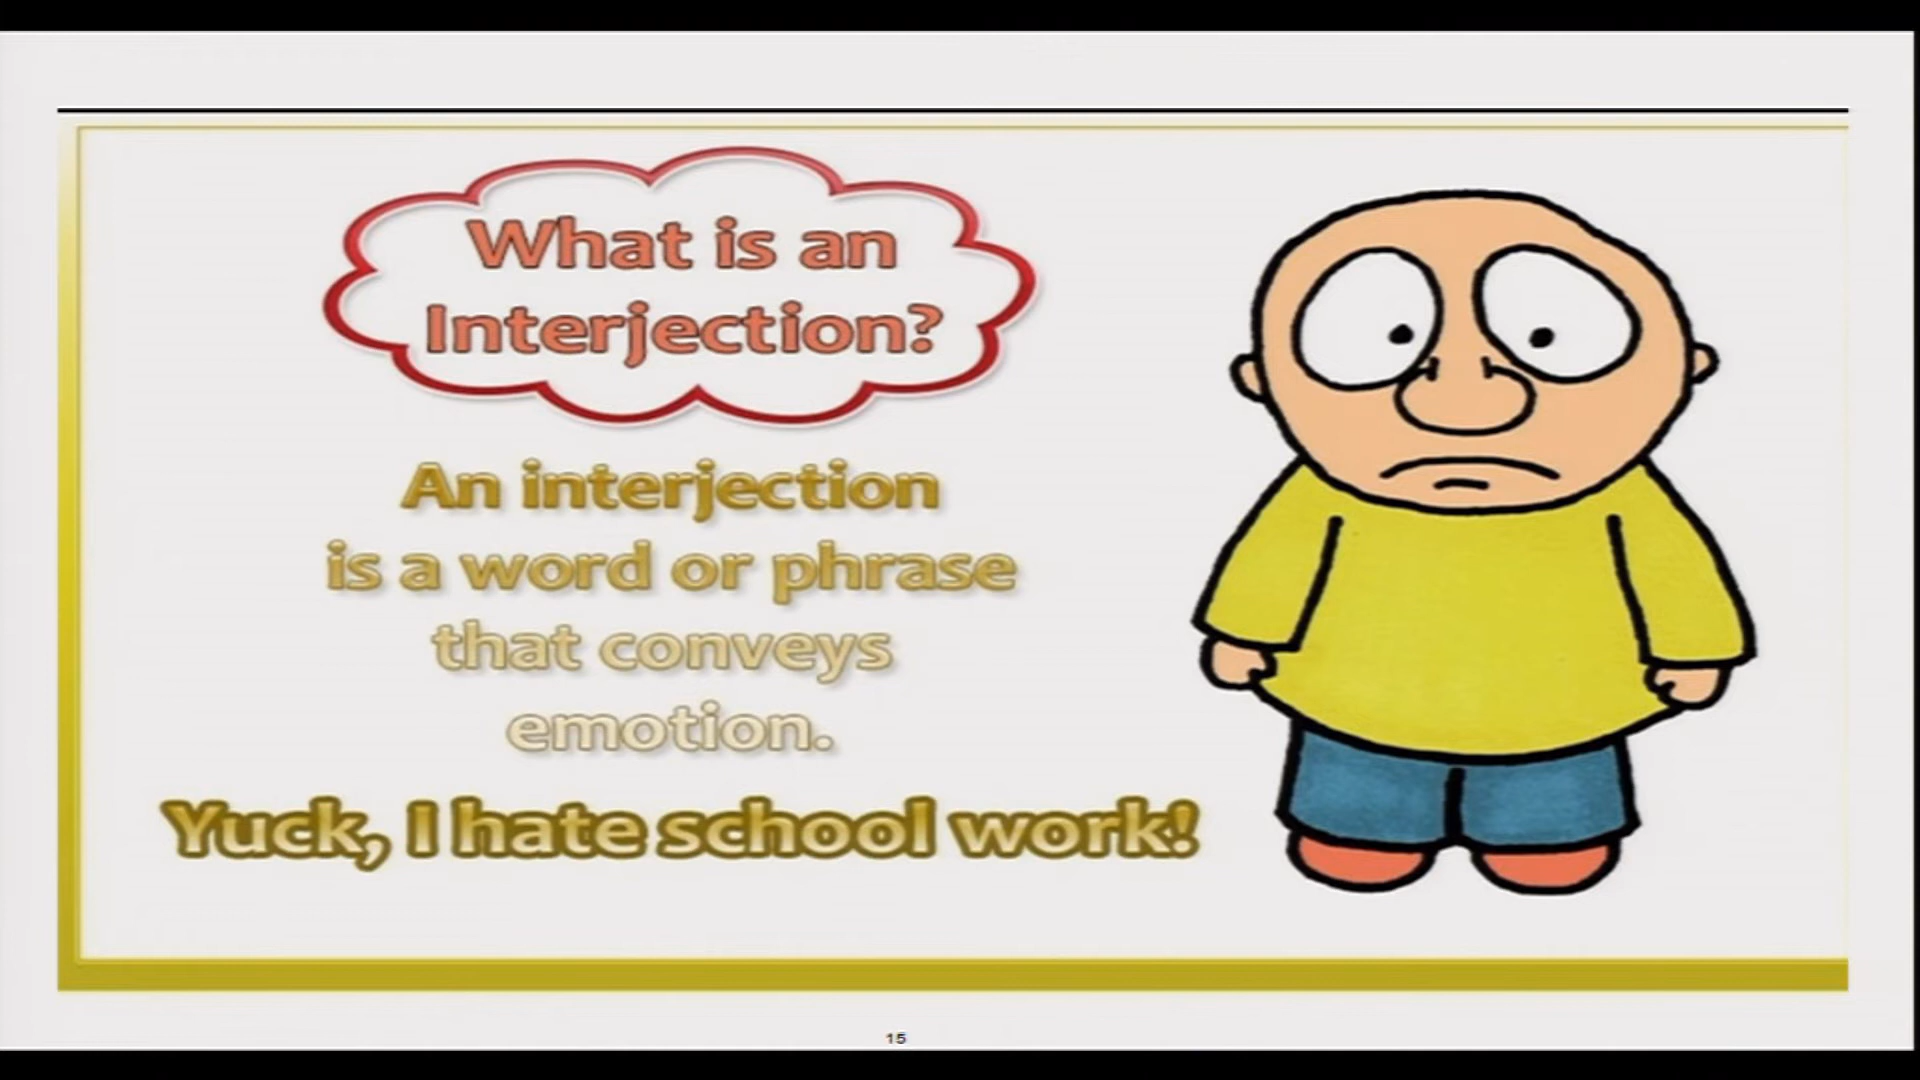 What is an
Interjection?
An interjection
is a word or phrase
that conveys
emotion.
Yuck, I hate school work!
15